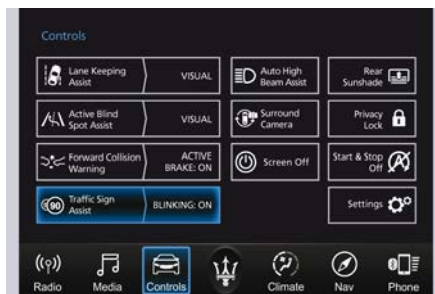 Controls
Lane Keeping
Assist
VISUAL
Auto High
Beam Assist
Rear
Sunshade
Active Blind
Spot Assist
VISUAL
Surround
Camera
Privacy
Lock
Forward Collision
Warning
ACTIVE
BRAKE: ON
Screen Off
Start & Stop
Off
90
Traffic Sign
Assist
BLINKING: ON
Settings
Radio
Media
Controls
Climate
Nav
Phone